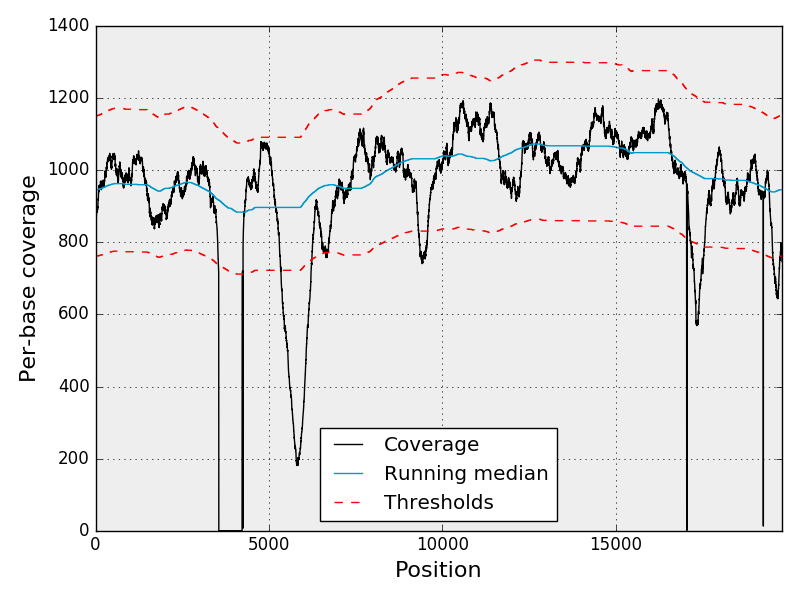 1400
1200
1000
800
600
400
200
0
Per-base coverage
Coverage
Running median
Thresholds
0 5000 10000 15000
Position